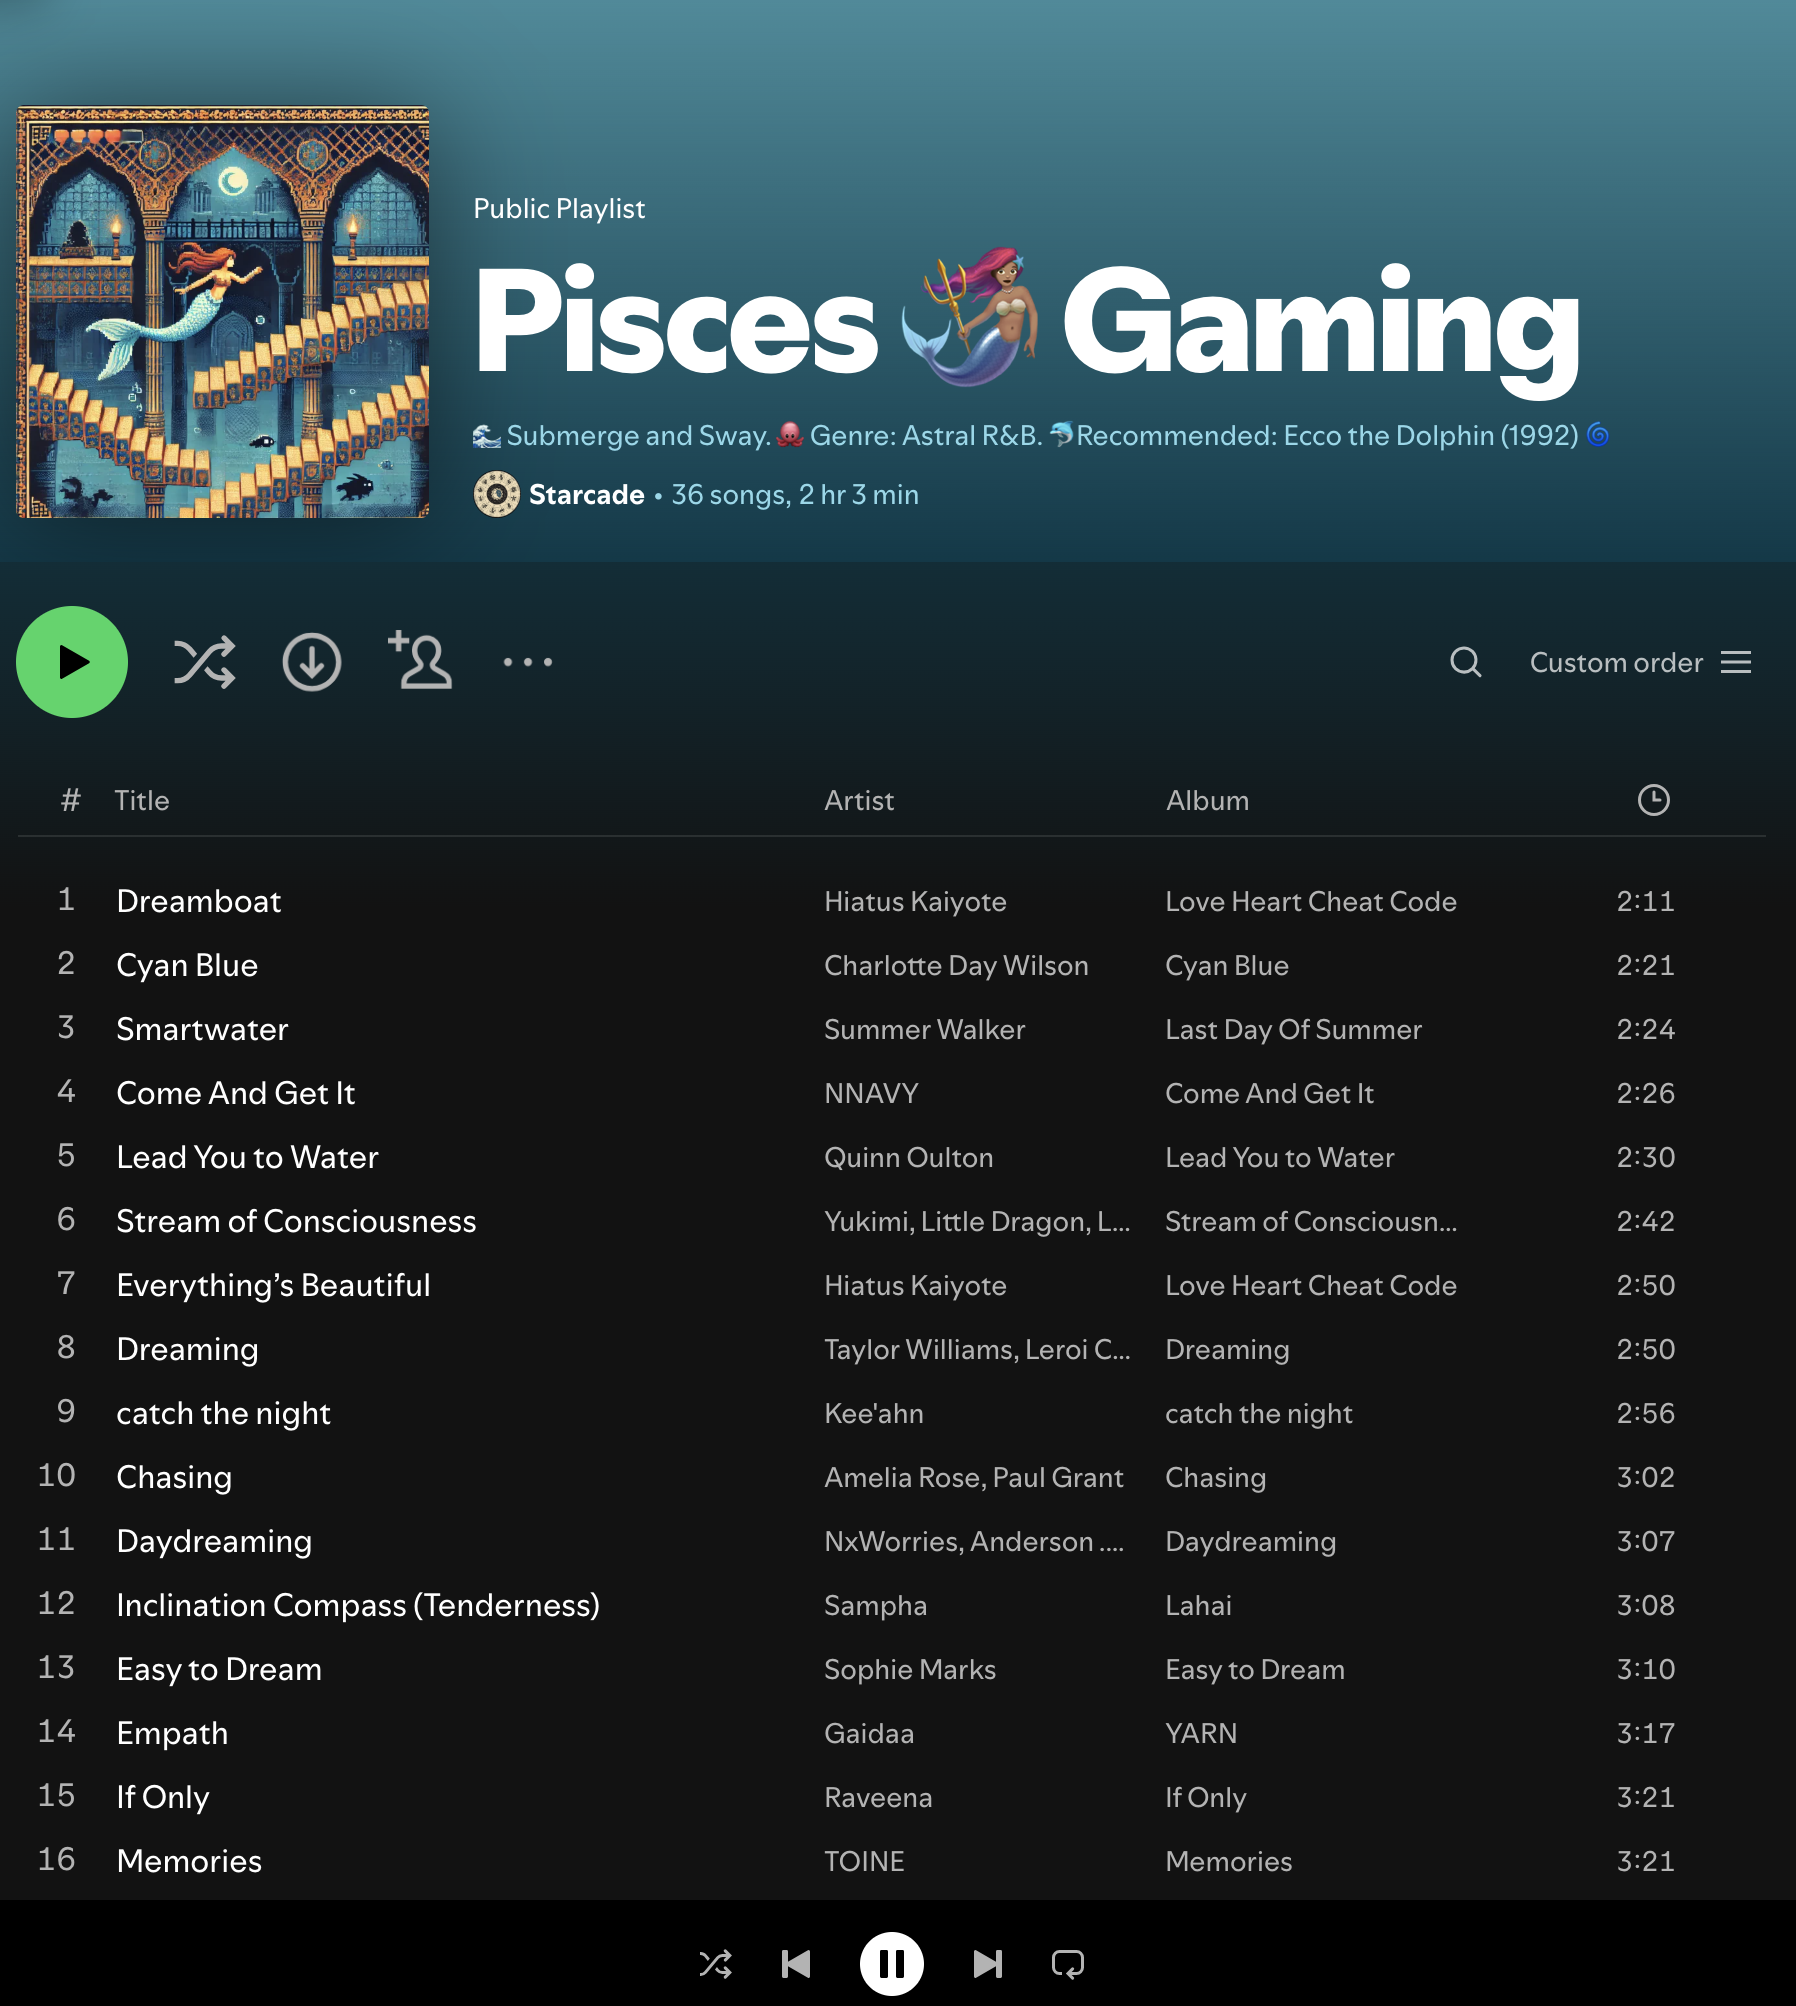 Public Playlist
Pisces🧜🏽‍♀️Gaming
🌊 Submerge and Sway.🐙 Genre: Astral R&B. 🐬Recommended: Ecco the Dolphin (1992) 🌀
Starcade • 36 songs, 2 hr 3 min
Custom order
# Title Artist Album
1 Dreamboat Hiatus Kaiyote Love Heart Cheat Code 2:11
2 Cyan Blue Charlotte Day Wilson Cyan Blue 2:21
3 Smartwater Summer Walker Last Day Of Summer 2:24
4 Come And Get It NNAVY Come And Get It 2:26
5 Lead You to Water Quinn Oulton Lead You to Water 2:30
6 Stream of Consciousness Yukimi, Little Dragon, L... Stream of Consciousn... 2:42
7 Everything’s Beautiful Hiatus Kaiyote Love Heart Cheat Code 2:50
8 Dreaming Taylor Williams, Leroi C... Dreaming 2:50
9 catch the night Kee'ahn catch the night 2:56
10 Chasing Amelia Rose, Paul Grant Chasing 3:02
11 Daydreaming NxWorries, Anderson .... Daydreaming 3:07
12 Inclination Compass (Tenderness) Sampha Lahai 3:08
13 Easy to Dream Sophie Marks Easy to Dream 3:10
14 Empath Gaidaa YARN 3:17
15 If Only Raveena If Only 3:21
16 Memories TOINE Memories 3:21